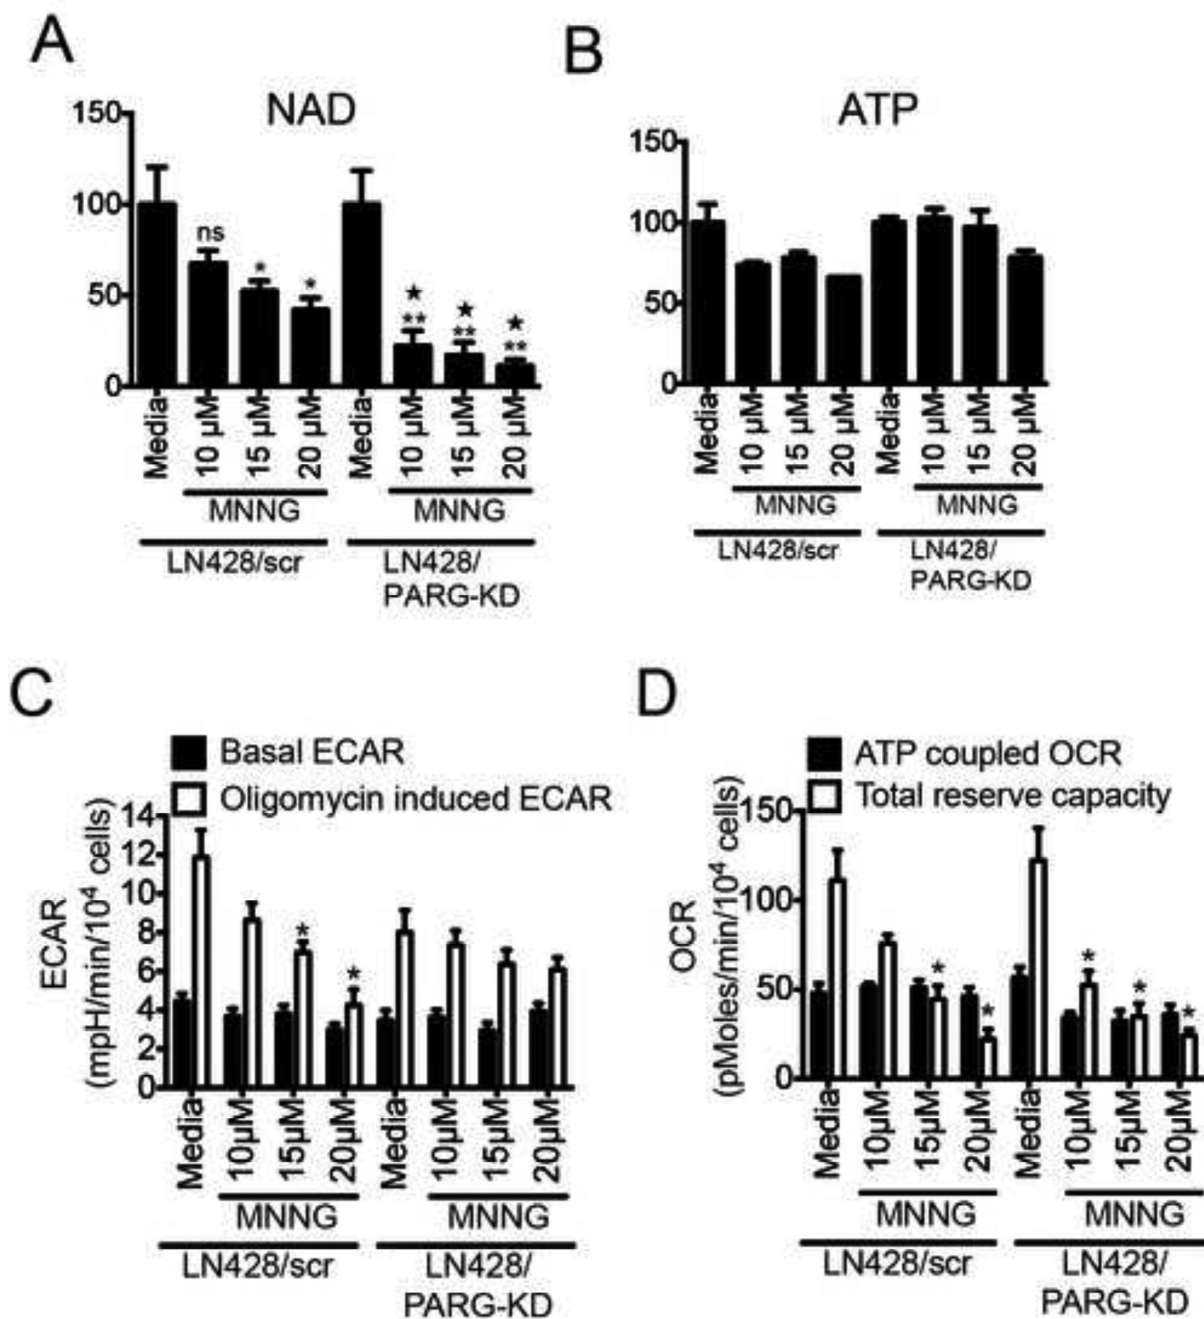 A
NAD
150
100
50
0
ns
*
*
★
**
★
**
★
**
Media
10 µM
15 µM
20 µM
Media
10 µM
15 µM
20 µM
MNNG
MNNG
LN428/scr
LN428/
PARG-KD
B
ATP
150
100
50
0
Media
10 µM
15 µM
20 µM
Media
10 µM
15 µM
20 µM
MNNG
MNNG
LN428/scr
LN428/
PARG-KD
C
Basal ECAR
Oligomycin induced ECAR
ECAR
(mpH/min/10⁴ cells)
14
12
10
8
6
4
2
0
*
*
Media
10µM
15µM
20µM
Media
10µM
15µM
20µM
MNNG
MNNG
LN428/scr
LN428/
PARG-KD
D
ATP coupled OCR
Total reserve capacity
OCR
(pMoles/min/10⁴ cells)
150
100
50
0
*
*
*
*
*
Media
10µM
15µM
20µM
Media
10µM
15µM
20µM
MNNG
MNNG
LN428/scr
LN428/
PARG-KD